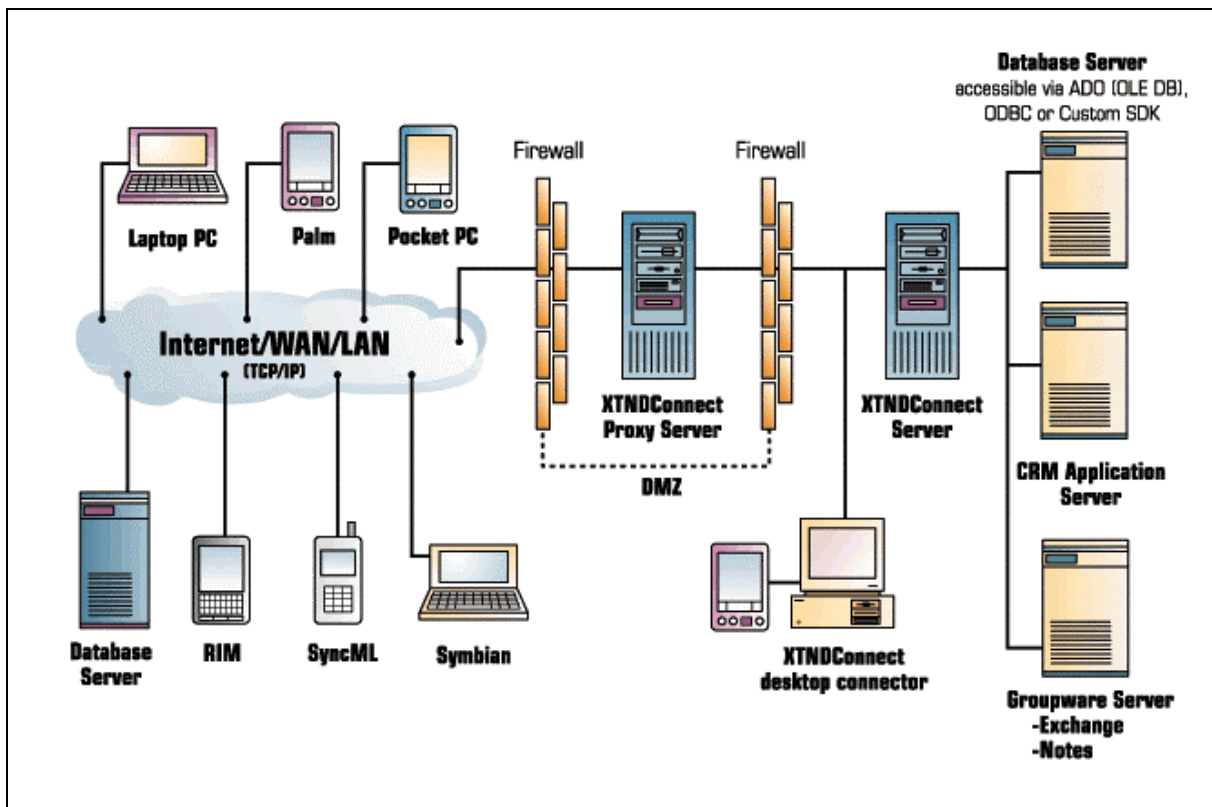 Database Server
accessible via ADO (OLE DB),
ODBC or Custom SDK
Firewall
Firewall
Laptop PC
Palm
Pocket PC
Internet/WAN/LAN
(TCP/IP)
XTNDConnect
Proxy Server
XTNDConnect
Server
DMZ
CRM Application
Server
Database
Server
RIM
SyncML
Symbian
XTNDConnect
desktop connector
Groupware Server
-Exchange
-Notes